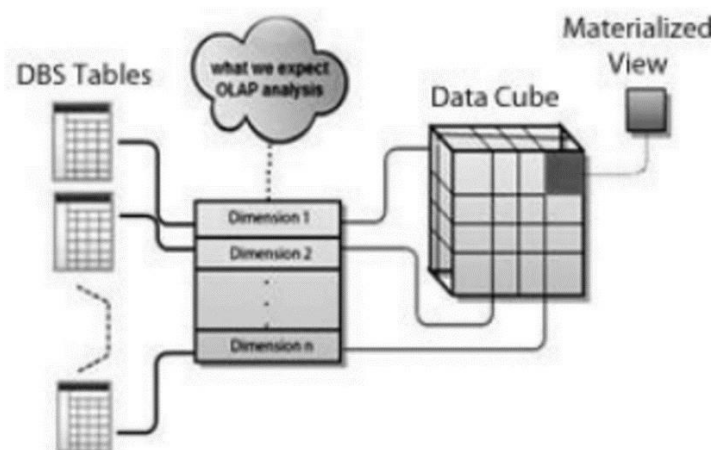 Materialized
View
DBS Tables
what we expect
OLAP analysis
Data Cube
Dimension 1
Dimension 2
Dimension n